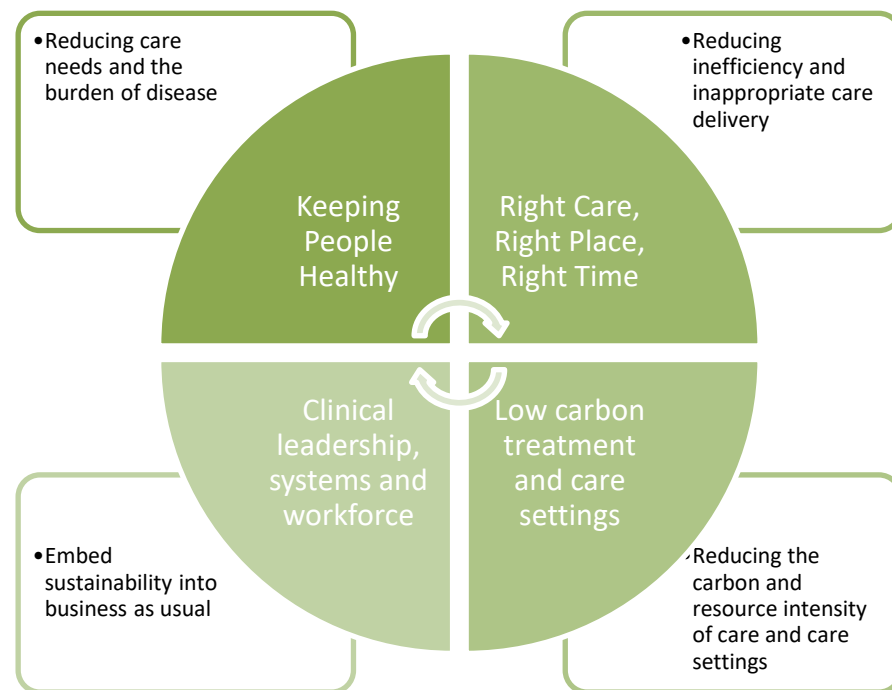 •Reducing care
needs and the
burden of disease
•Reducing
inefficiency and
inappropriate care
delivery
Keeping
People
Healthy
Right Care,
Right Place,
Right Time
Clinical
leadership,
systems and
workforce
Low carbon
treatment
and care
settings
•Embed
sustainability into
business as usual
•Reducing the
carbon and
resource intensity
of care and care
settings